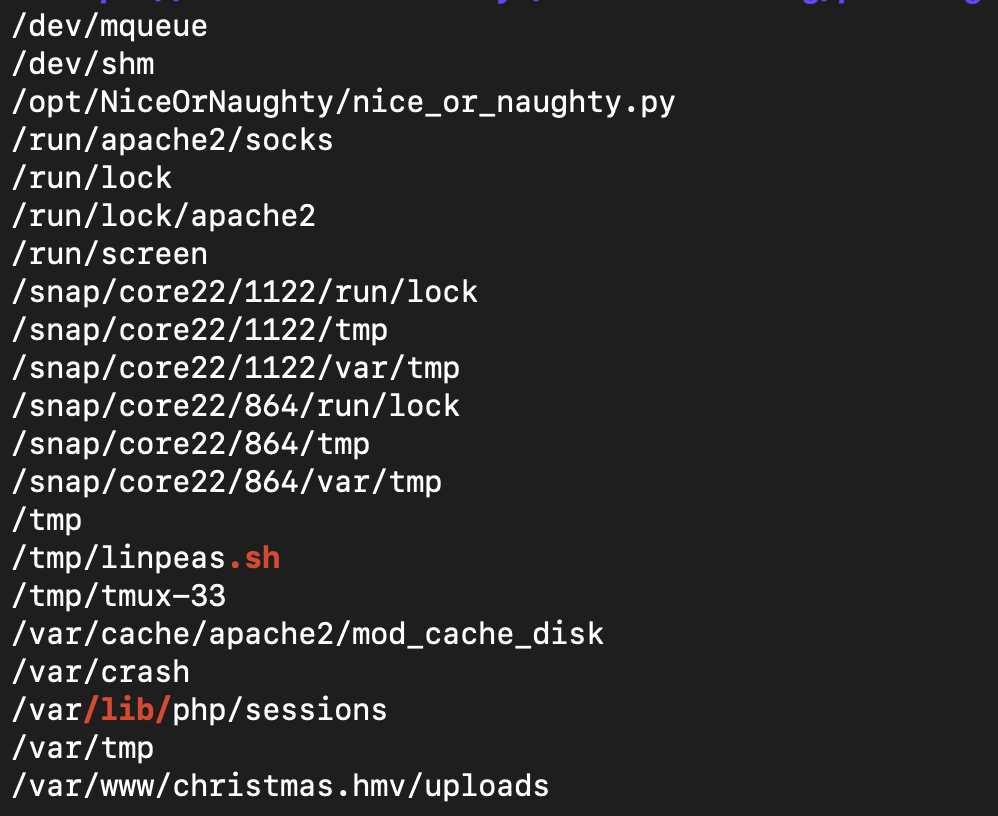 /dev/mqueue
/dev/shm
/opt/NiceOrNaughty/nice_or_naughty.py
/run/apache2/socks
/run/lock
/run/lock/apache2
/run/screen
/snap/core22/1122/run/lock
/snap/core22/1122/tmp
/snap/core22/1122/var/tmp
/snap/core22/864/run/lock
/snap/core22/864/tmp
/snap/core22/864/var/tmp
/tmp
/tmp/linpeas.sh
/tmp/tmux-33
/var/cache/apache2/mod_cache_disk
/var/crash
/var/lib/php/sessions
/var/tmp
/var/www/christmas.hmv/uploads